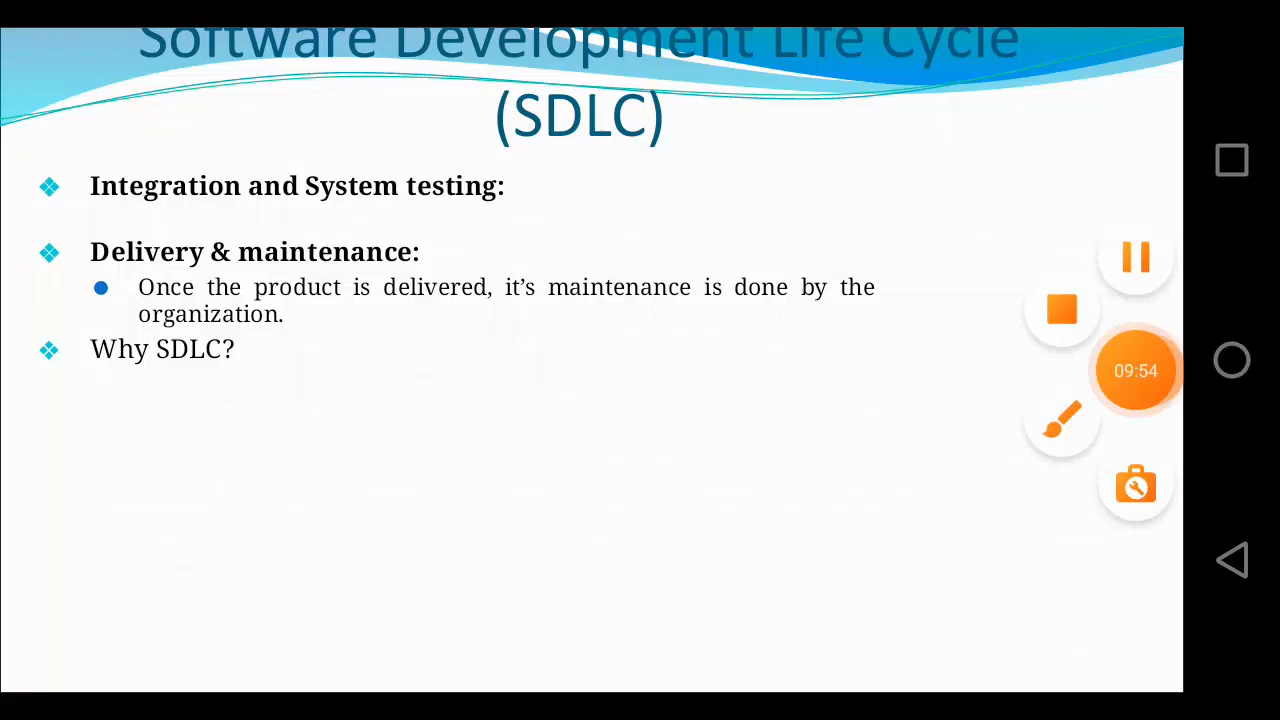 Software Development Life Cycle
(SDLC)
Integration and System testing:
Delivery & maintenance:
Once the product is delivered, it’s maintenance is done by the
organization.
Why SDLC?
09:54